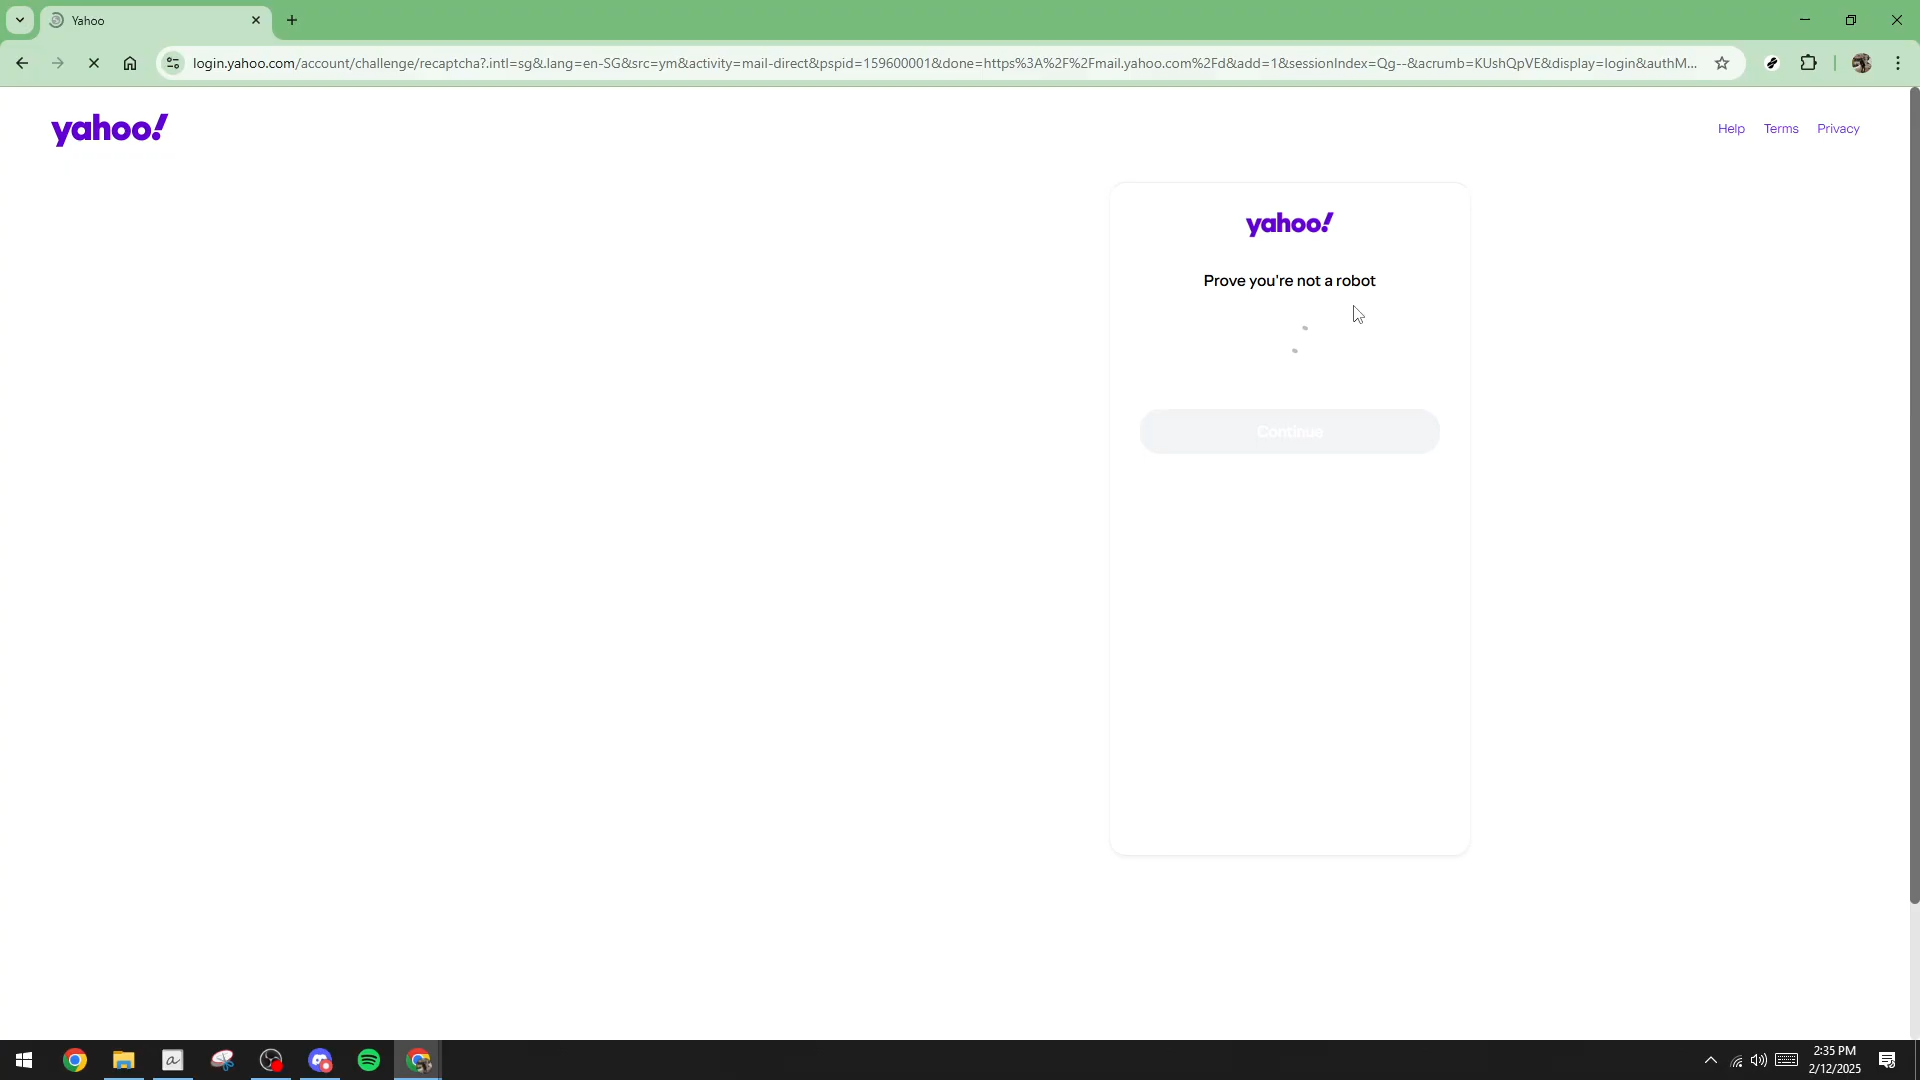 Yahoo
login.yahoo.com/account/challenge/recaptcha?.intl=sg&.lang=en-SG&src=ym&activity=mail-direct&pspid=159600001&done=https%3A%2F%2Fmail.yahoo.com%2Fd&add=1&sessionIndex=Qg--&acrumb=KUshQpVE&display=login&authM...
yahoo!
Help Terms Privacy
yahoo!
Prove you're not a robot
Continue
2:35 PM
2/12/2025